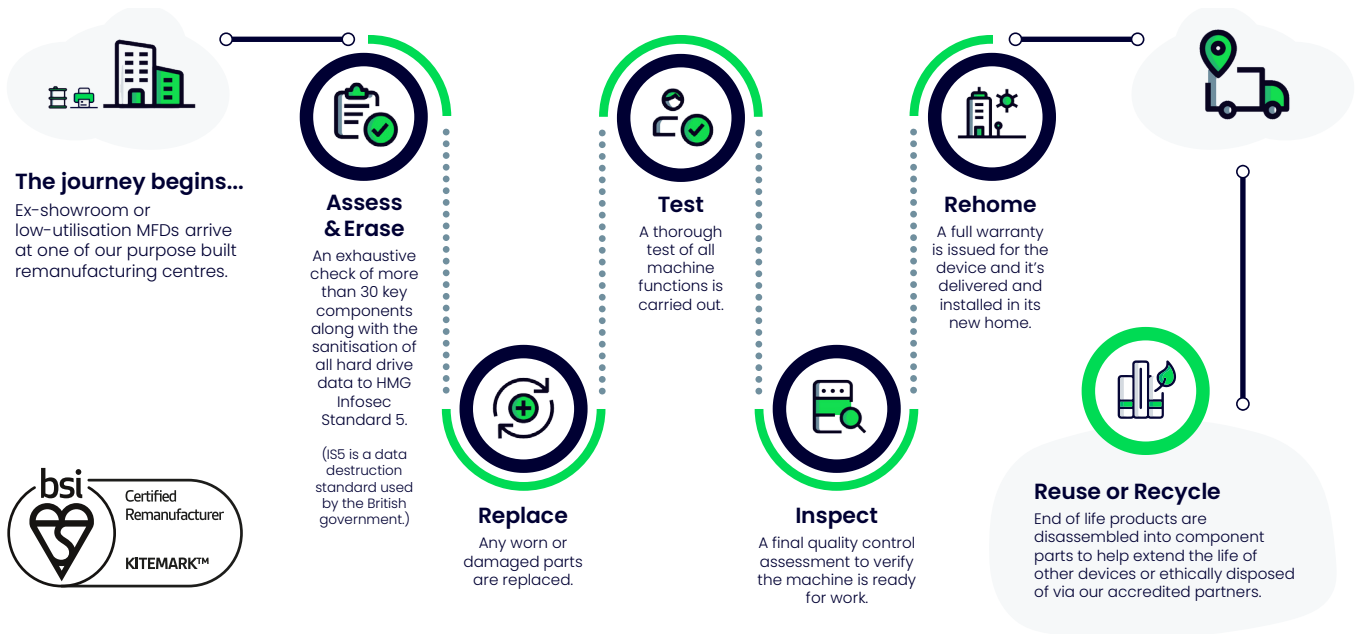 The journey begins...
Ex-showroom or
low-utilisation MFDs arrive
at one of our purpose built
remanufacturing centres.
Assess
& Erase
An exhaustive
check of more
than 30 key
components
along with the
sanitisation of
all hard drive
data to HMG
Infosec
Standard 5.
(IS5 is a data
destruction
standard used
by the British
government.)
Replace
Any worn or
damaged parts
are replaced.
Test
A thorough
test of all
machine
functions is
carried out.
Inspect
A final quality control
assessment to verify
the machine is ready
for work.
Rehome
A full warranty
is issued for the
device and it's
delivered and
installed in its
new home.
Reuse or Recycle
End of life products are
disassembled into component
parts to help extend the life of
other devices or ethically disposed
of via our accredited partners.
bsi
Certified
Remanufacturer
KITEMARK™